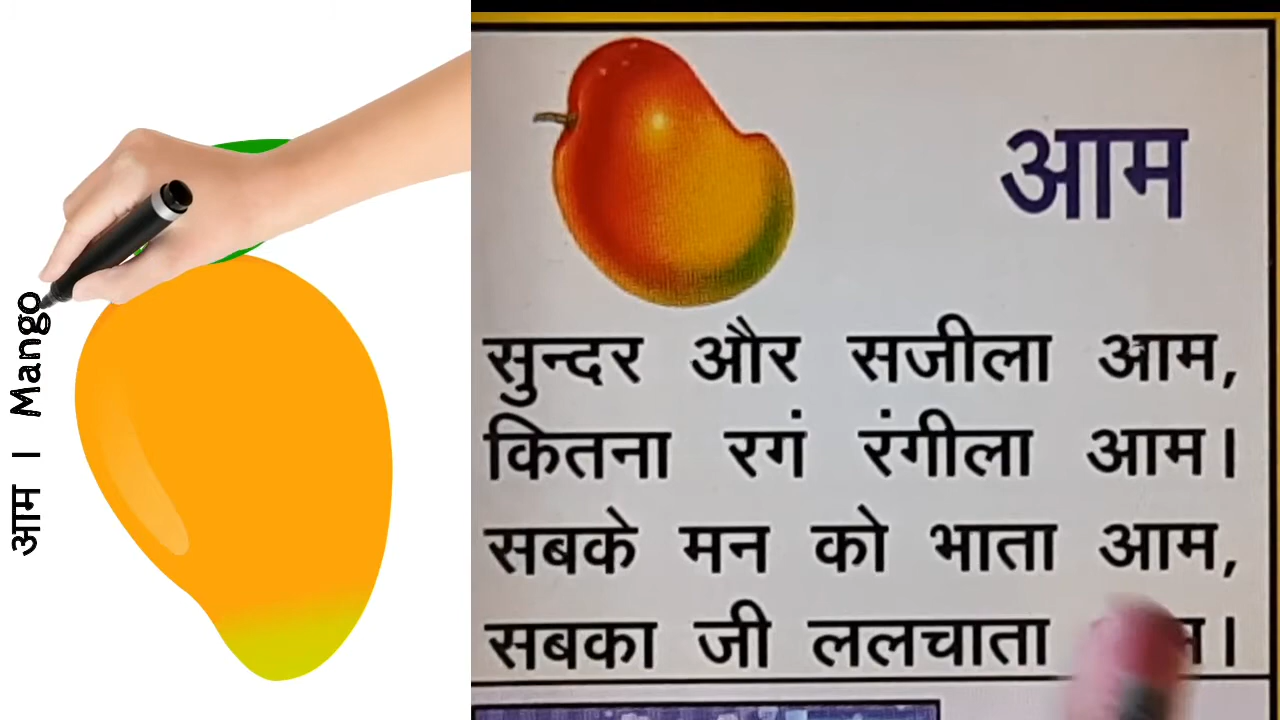 आम । Mango
आम
सुन्दर और सजीला आम,
कितना रगं रंगीला आम।
सबके मन को भाता आम,
सबका जी ललचाता